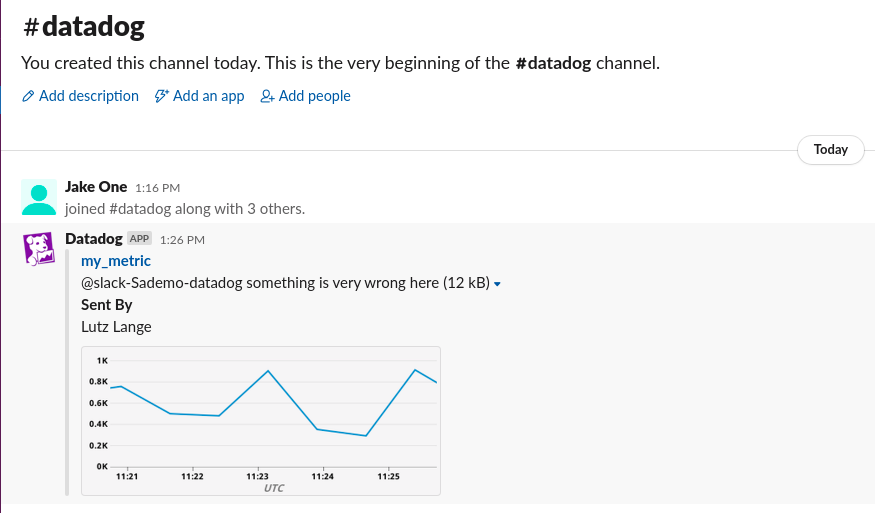 #datadog
You created this channel today. This is the very beginning of the #datadog channel.
Add description Add an app Add people
Today
Jake One 1:16 PM
joined #datadog along with 3 others.
Datadog APP 1:26 PM
my_metric
@slack-Sademo-datadog something is very wrong here (12 kB)
Sent By
Lutz Lange
1K
0.8K
0.6K
0.4K
0.2K
0K
11:21 11:22 11:23 11:24 11:25
UTC